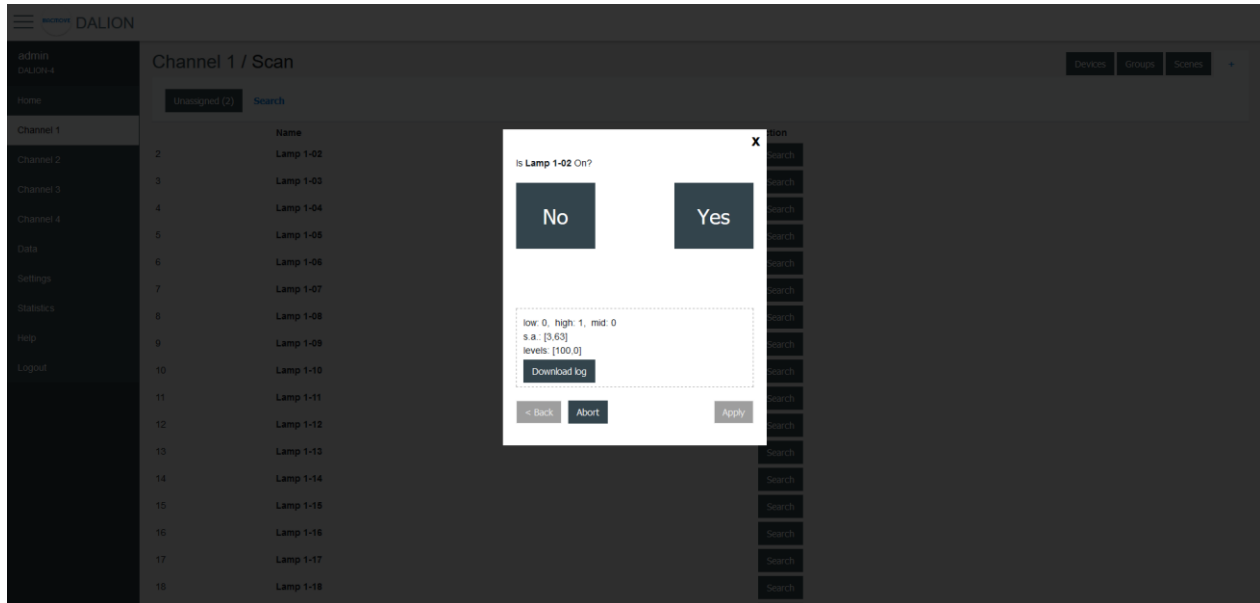 DALION
admin
DALION-4
Home
Channel 1
Channel 2
Channel 3
Channel 4
Data
Settings
Statistics
Help
Logout
Channel 1 / Scan
Devices Groups Scenes +
Unassigned (2) Search
Name ction
2 Lamp 1-02 Search
3 Lamp 1-03 Search
4 Lamp 1-04 Search
5 Lamp 1-05 Search
6 Lamp 1-06 Search
7 Lamp 1-07 Search
8 Lamp 1-08 Search
9 Lamp 1-09 Search
10 Lamp 1-10 Search
11 Lamp 1-11 Search
12 Lamp 1-12 Search
13 Lamp 1-13 Search
14 Lamp 1-14 Search
15 Lamp 1-15 Search
16 Lamp 1-16 Search
17 Lamp 1-17 Search
18 Lamp 1-18 Search
X
Is Lamp 1-02 On?
No Yes
low: 0, high: 1, mid: 0
s.a.: [3,63]
levels: [100,0]
Download log
< Back Abort Apply